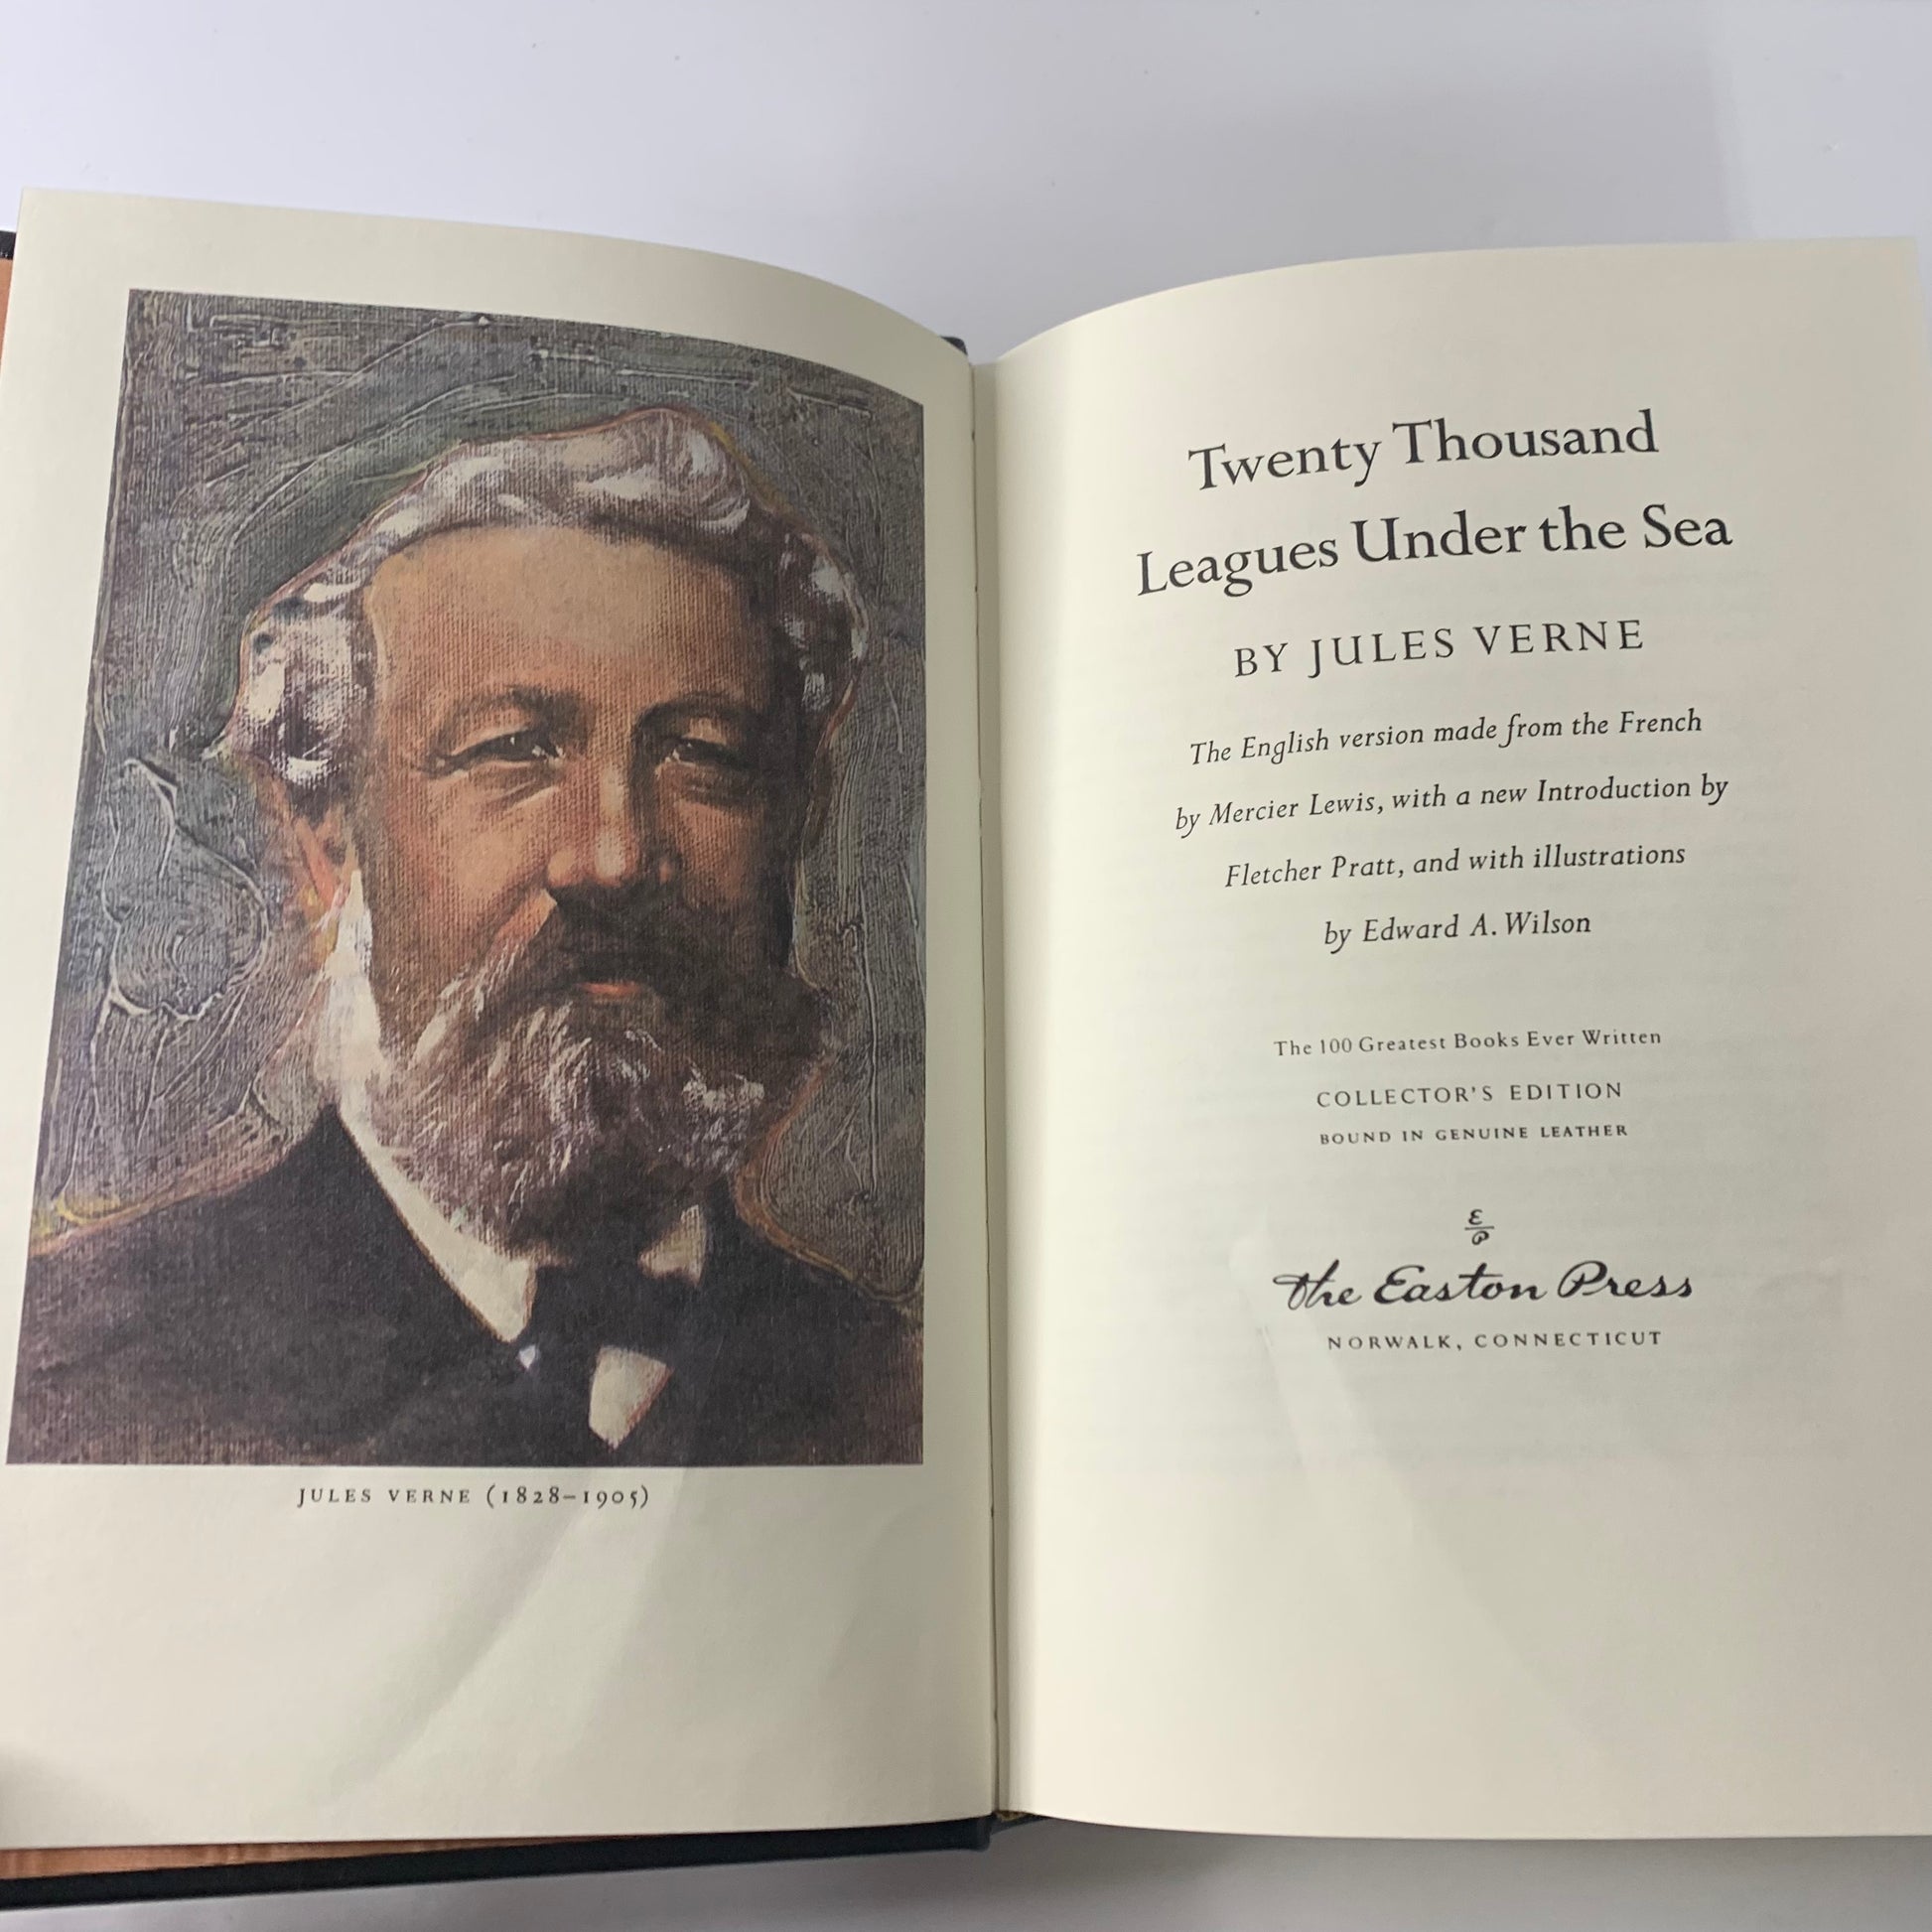 JULES VERNE (1828–1905)
Twenty Thousand
Leagues Under the Sea
BY JULES VERNE
The English version made from the French
by Mercier Lewis, with a new Introduction by
Fletcher Pratt, and with illustrations
by Edward A. Wilson
The 100 Greatest Books Ever Written
COLLECTOR'S EDITION
BOUND IN GENUINE LEATHER
E
P
The Easton Press
NORWALK, CONNECTICUT